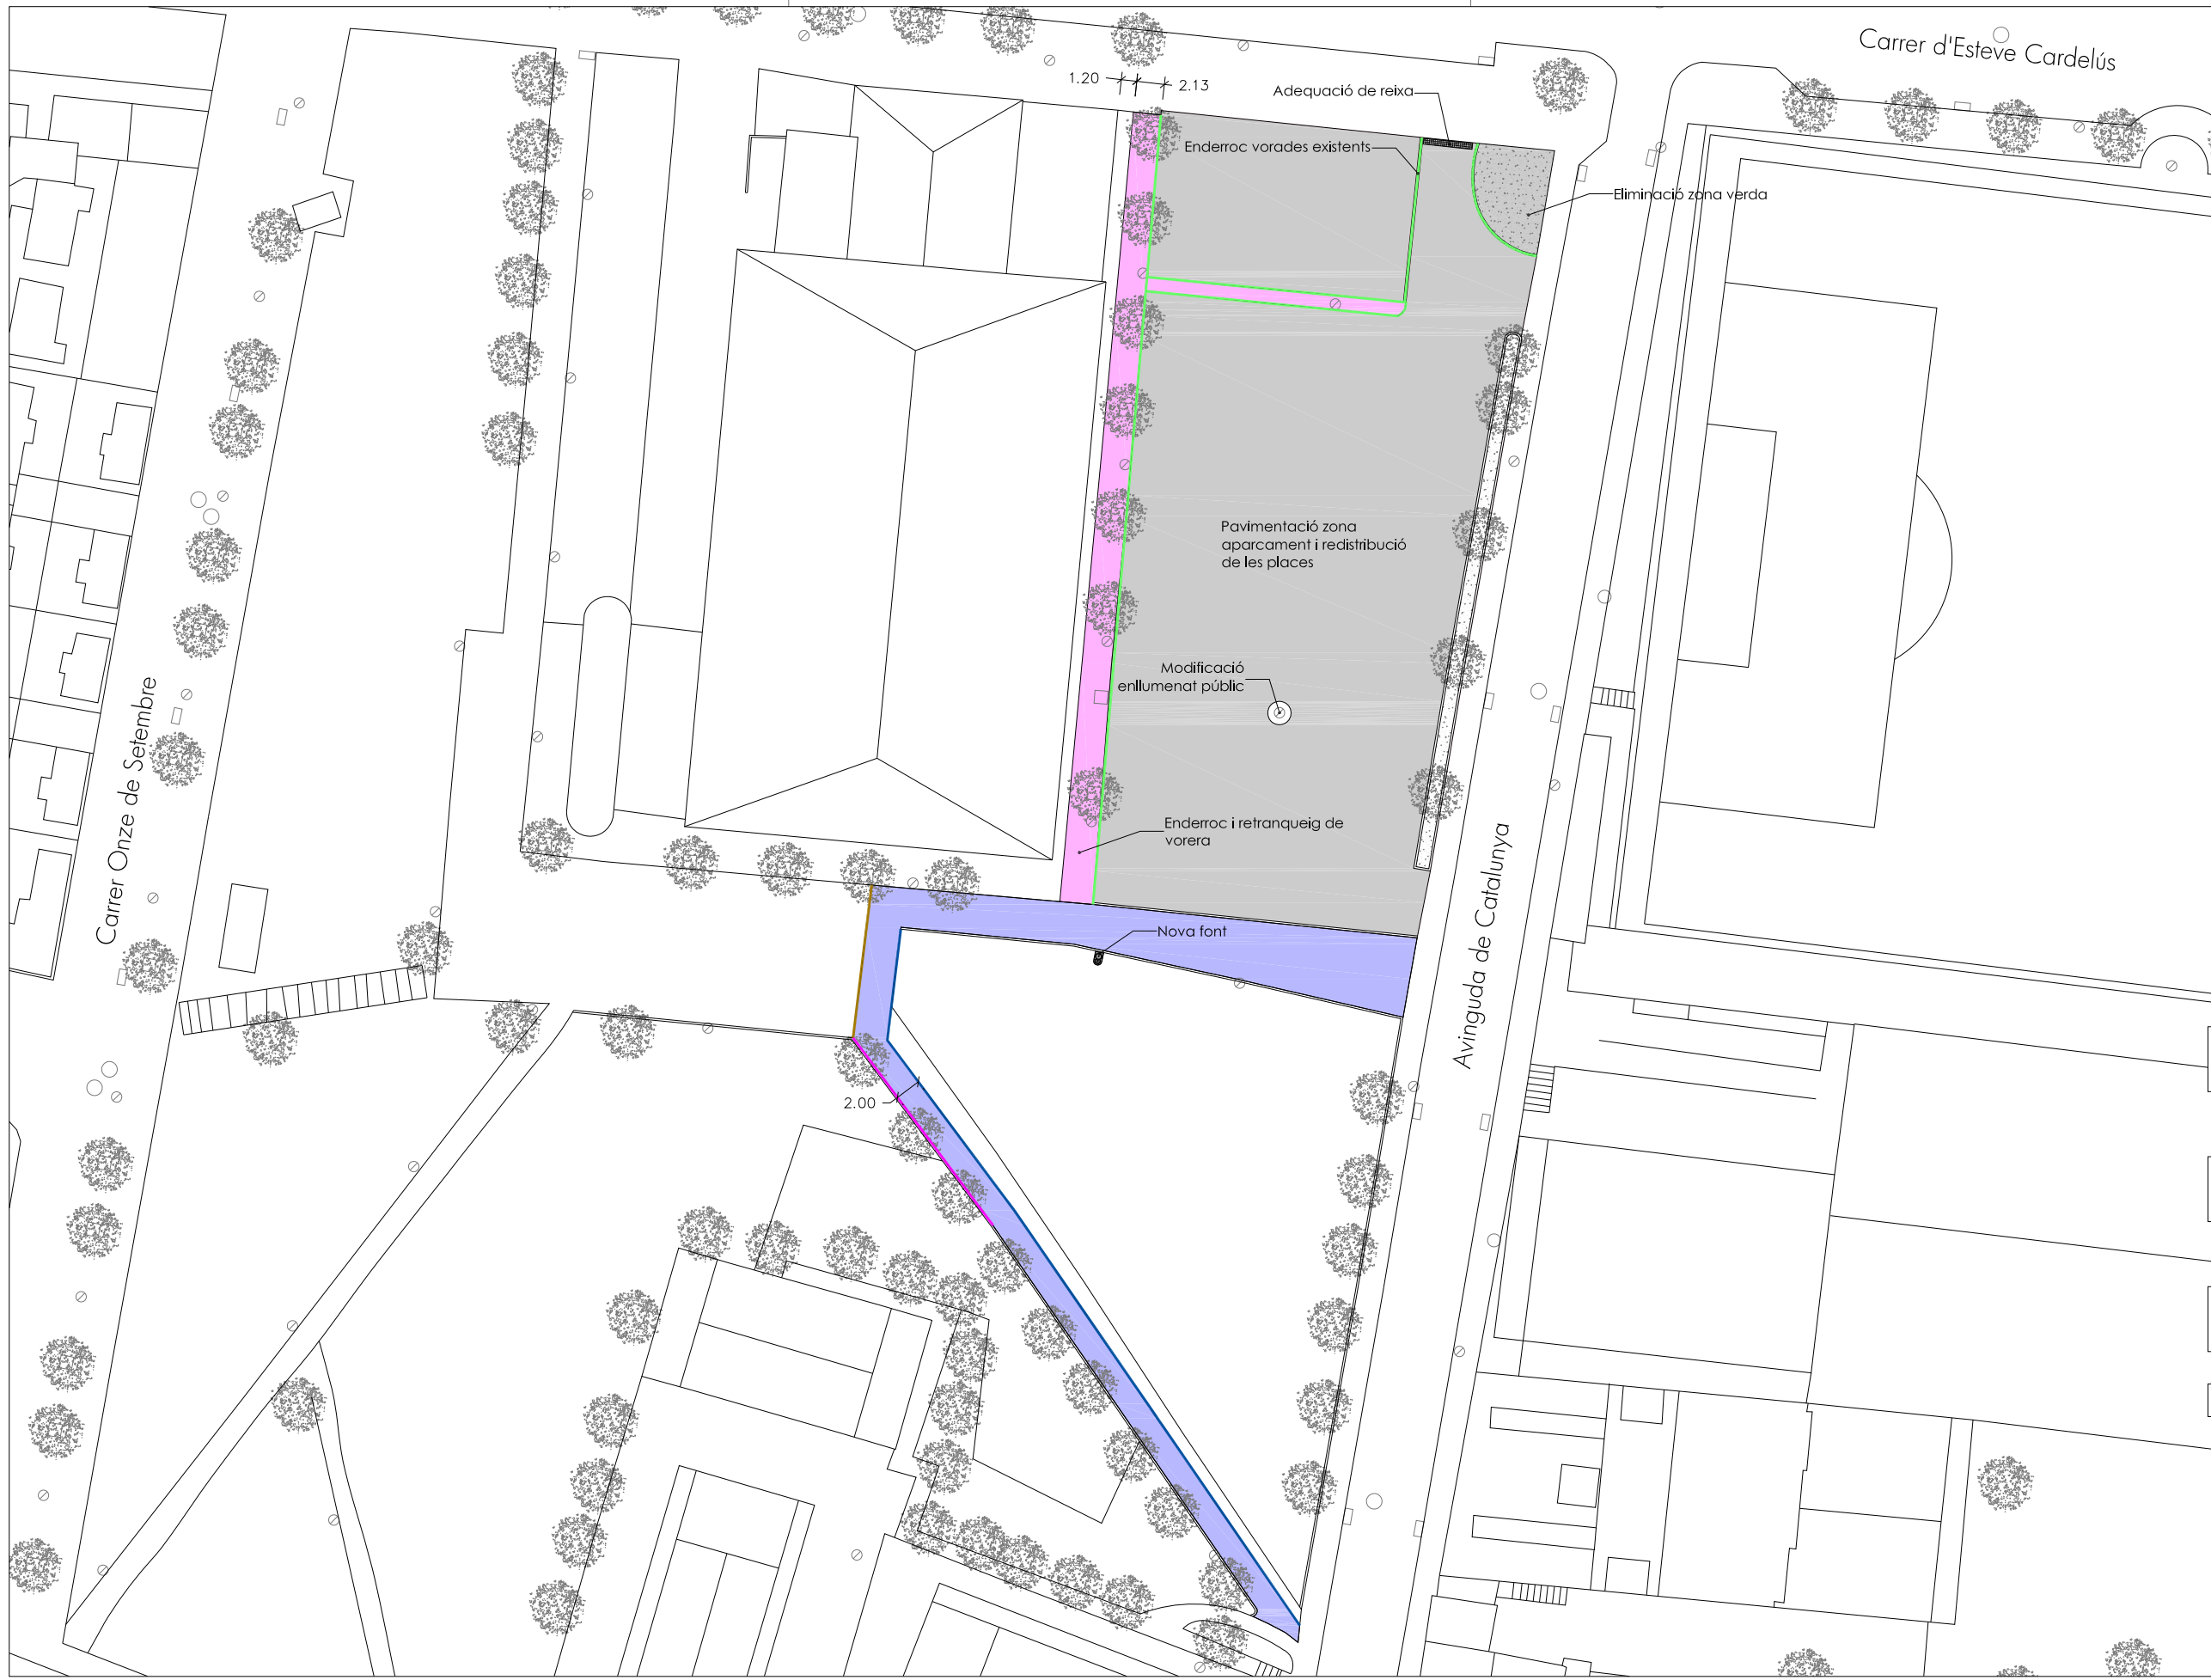 Carrer d'Esteve Cardelús
1.20
2.13
Adequació de reixa
Enderroc vorades existents
Eliminació zona verda
Pavimentació zona
aparcament i redistribució
de les places
Modificació
enllumenat públic
Carrer Onze de Setembre
Enderroc i retranqueig de
vorera
Avinguda de Catalunya
Nova font
2.00